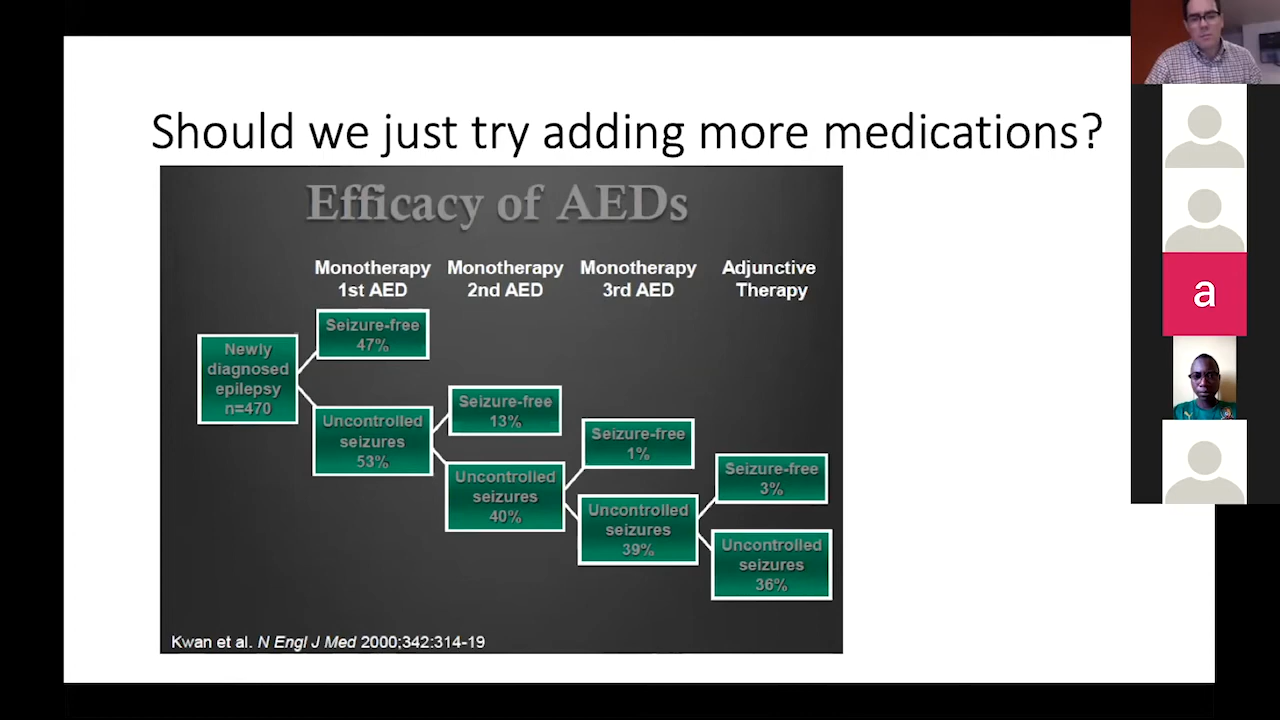 Should we just try adding more medications?
Efficacy of AEDs
Monotherapy
1st AED
Monotherapy
2nd AED
Monotherapy
3rd AED
Adjunctive
Therapy
Newly
diagnosed
epilepsy
n=470
Seizure-free
47%
Uncontrolled
seizures
53%
Seizure-free
13%
Uncontrolled
seizures
40%
Seizure-free
1%
Uncontrolled
seizures
39%
Seizure-free
3%
Uncontrolled
seizures
36%
Kwan et al. N Engl J Med 2000;342:314-19
a